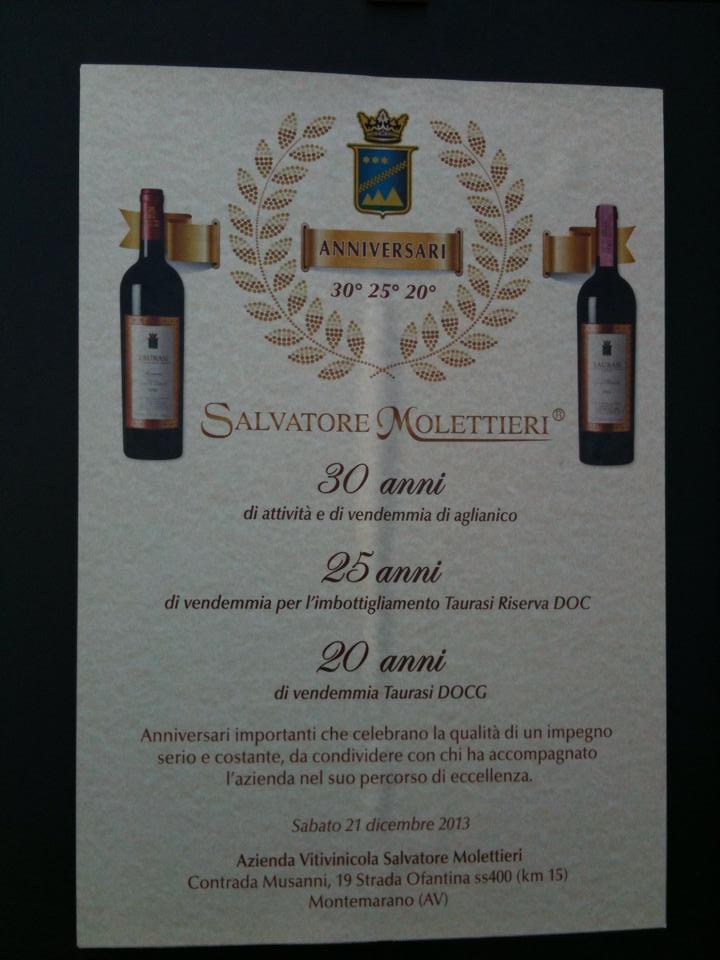 ANNIVERSARI
30° 25° 20°
TAURASI
TAURASI
SALVATORE MOLETTIERI®
30 anni
di attività e di vendemmia di aglianico
25 anni
di vendemmia per l'imbottigliamento Taurasi Riserva DOC
20 anni
di vendemmia Taurasi DOCG
Anniversari importanti che celebrano la qualità di un impegno
serio e costante, da condividere con chi ha accompagnato
l'azienda nel suo percorso di eccellenza.
Sabato 21 dicembre 2013
Azienda Vitivinicola Salvatore Molettieri
Contrada Musanni, 19 Strada Ofantina ss400 (km 15)
Montemarano (AV)